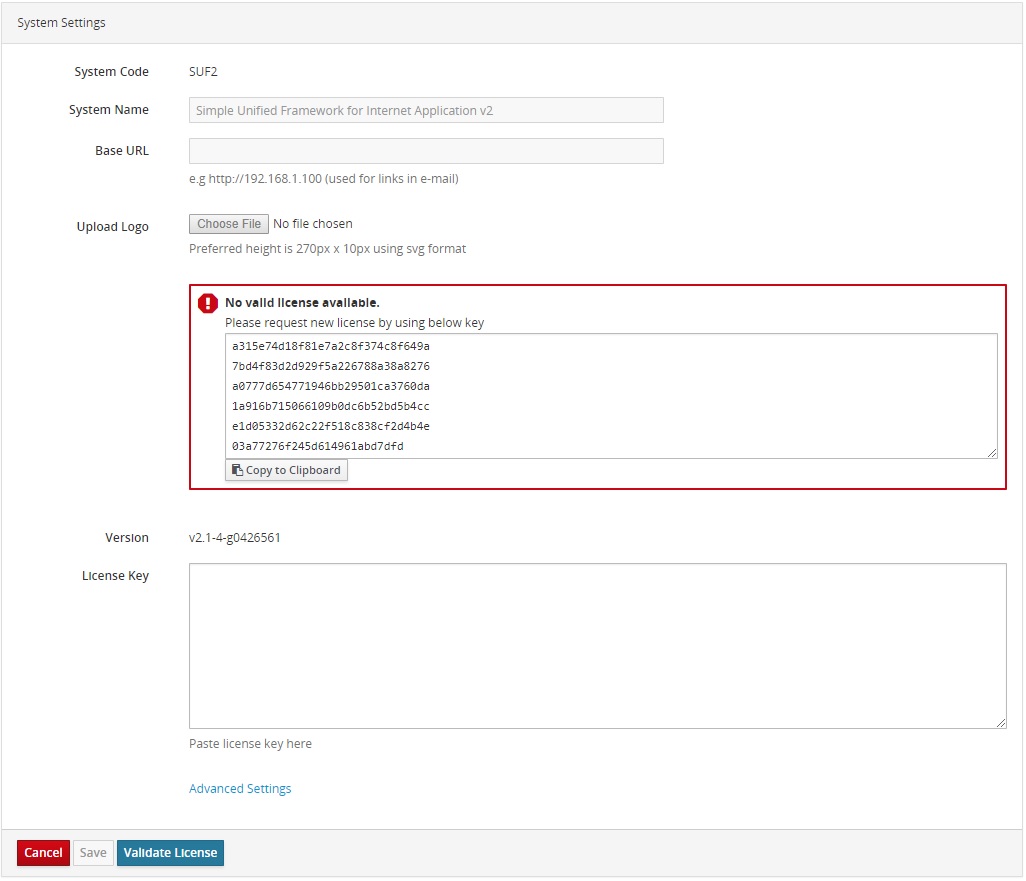 System Settings
System Code SUF2
System Name Simple Unified Framework for Internet Application v2
Base URL
e.g http://192.168.1.100 (used for links in e-mail)
Upload Logo Choose File No file chosen
Preferred height is 270px x 10px using svg format
No valid license available.
Please request new license by using below key
a315e74d18f81e7a2c8f374c8f649a
7bd4f83d2d929f5a226788a38a8276
a0777d654771946bb29501ca3760da
1a916b715066109b0dc6b52bd5b4cc
e1d05332d62c22f518c838cf2d4b4e
03a77276f245d614961abd7dfd
Copy to Clipboard
Version v2.1-4-g0426561
License Key
Paste license key here
Advanced Settings
Cancel Save Validate License